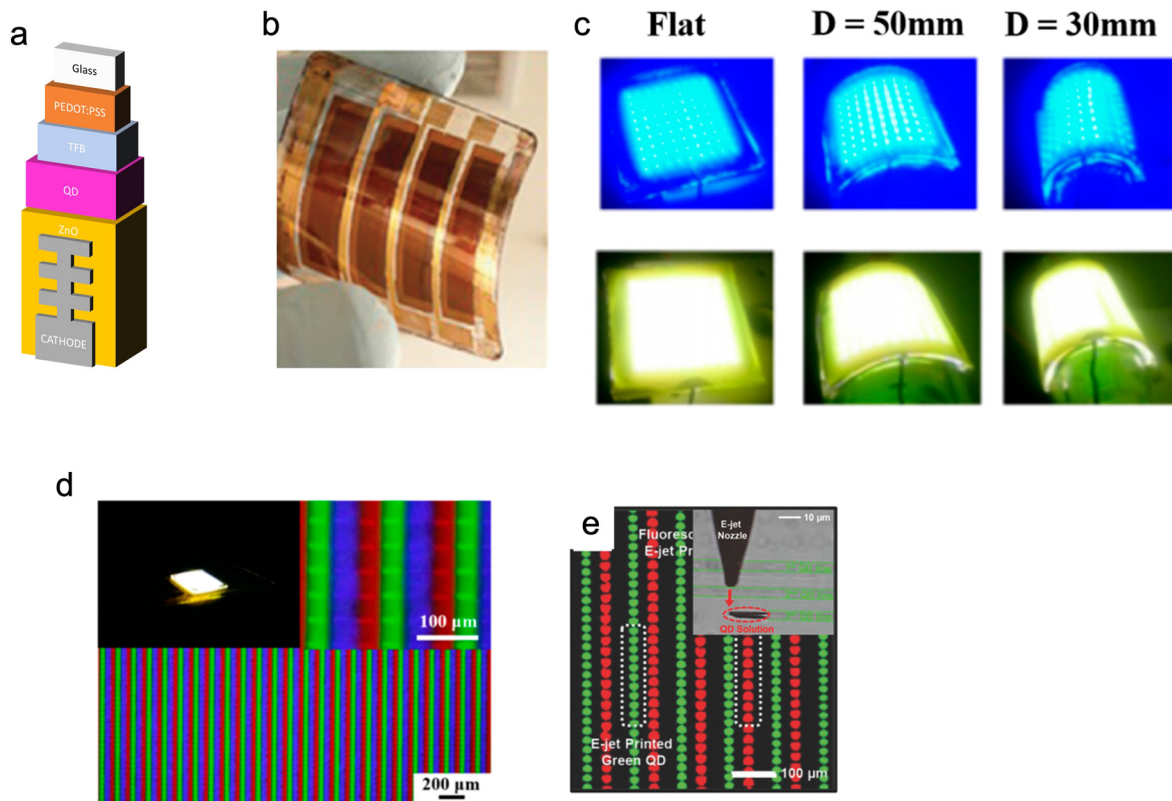 a
Glass
PEDOT:PSS
TFB
QD
ZnO
CATHODE
b
c
Flat
D = 50mm
D = 30mm
d
100 μm
200 μm
e
Fluoresc
E-jet Pr
E-jet
Nozzle
10 μm
QD Solution
E-jet Printed
Green QD
100 μm